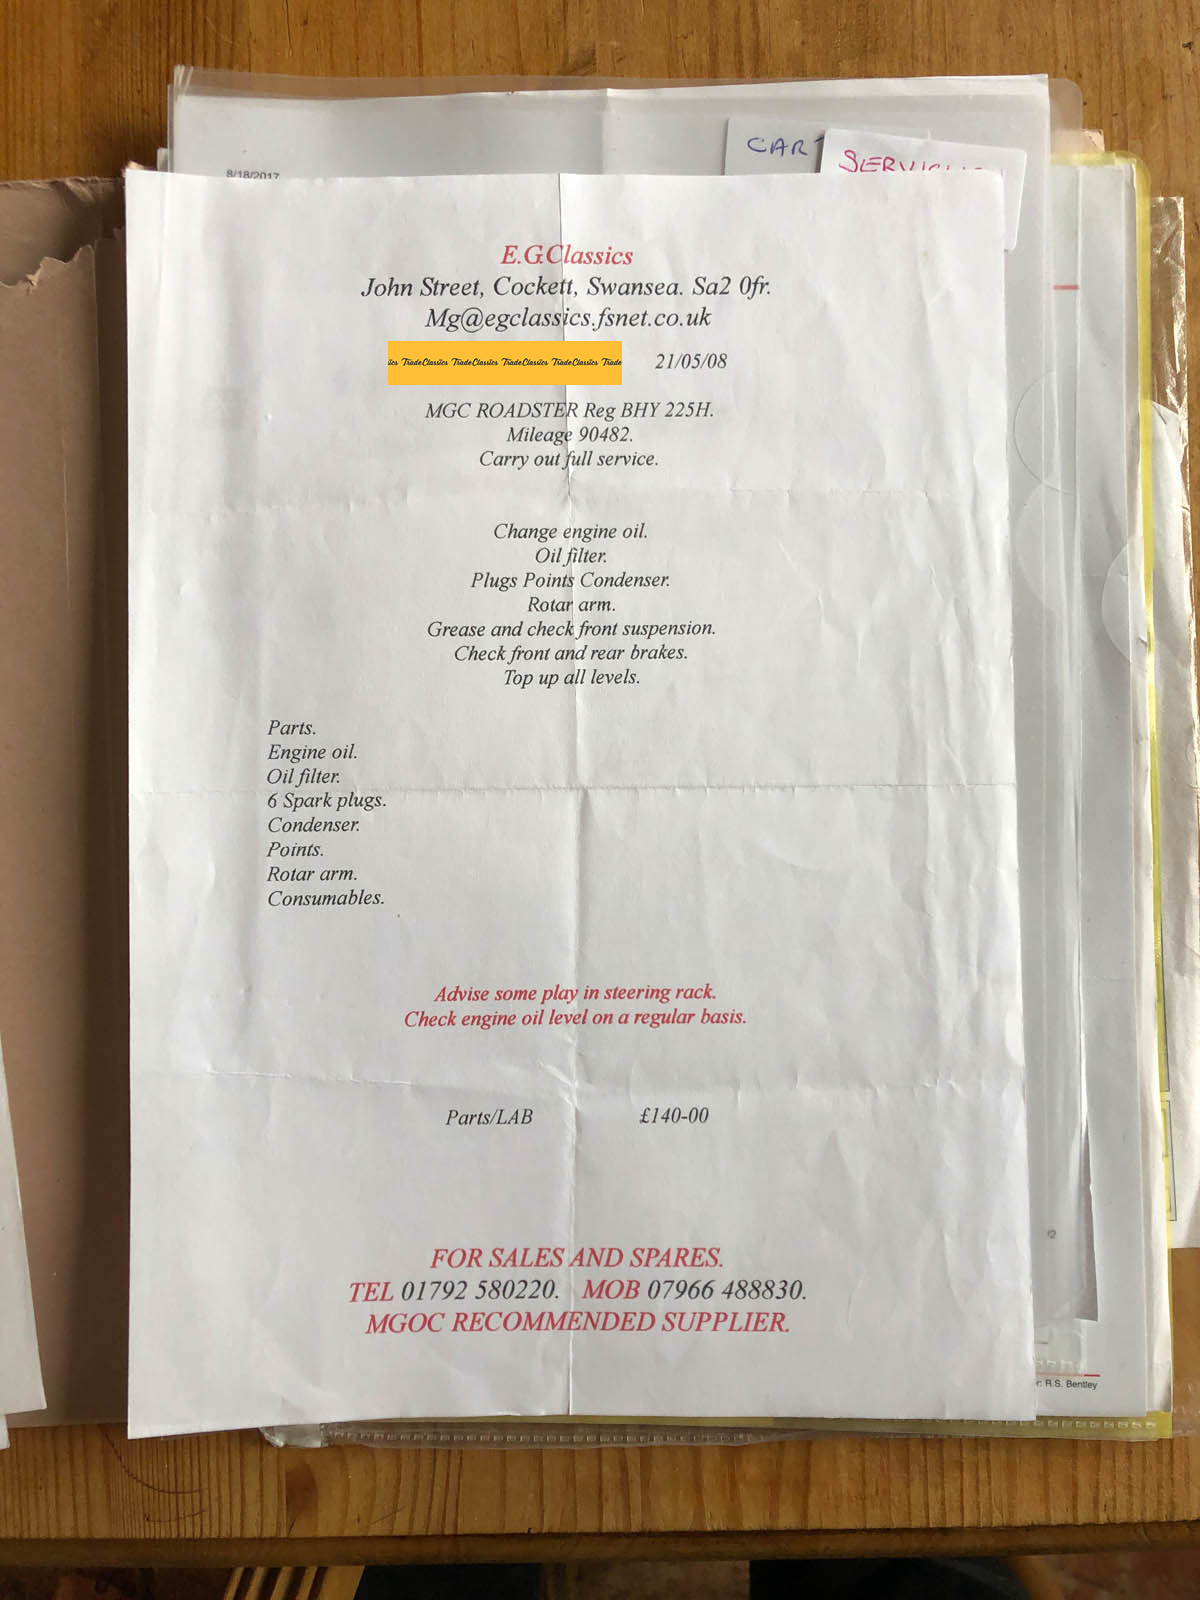 8/18/2017
CAR
E.G.Classics
John Street, Cockett, Swansea. Sa2 0fr.
Mg@egclassics.fsnet.co.uk
TradeClassics TradeClassics TradeClassics TradeClassics Trade
21/05/08
MGC ROADSTER Reg BHY 225H.
Mileage 90482.
Carry out full service.
Change engine oil.
Oil filter.
Plugs Points Condenser.
Rotar arm.
Grease and check front suspension.
Check front and rear brakes.
Top up all levels.
Parts.
Engine oil.
Oil filter.
6 Spark plugs.
Condenser.
Points.
Rotar arm.
Consumables.
Advise some play in steering rack.
Check engine oil level on a regular basis.
Parts/LAB £140-00
FOR SALES AND SPARES.
TEL 01792 580220. MOB 07966 488830.
MGOC RECOMMENDED SUPPLIER.
R.S. Bentley